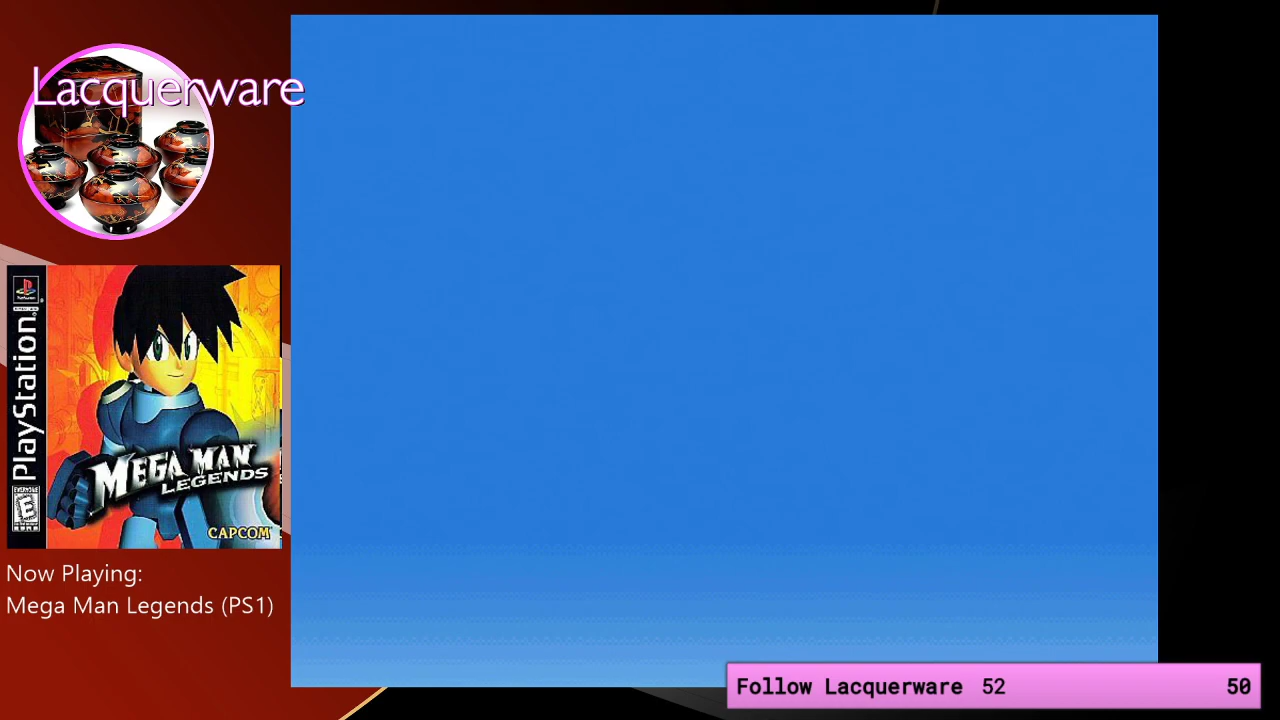 Lacquerware
PlayStation
MEGA MAN
LEGENDS
CAPCOM
Now Playing:
Mega Man Legends (PS1)
Follow Lacquerware 52 50